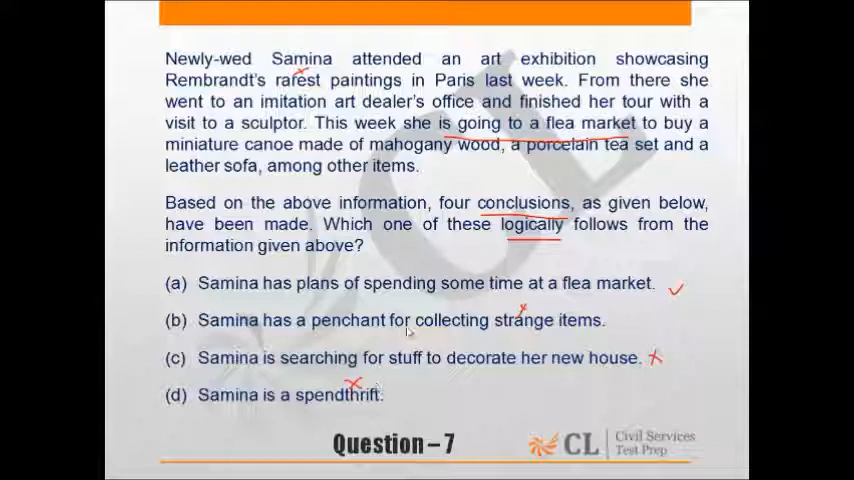 Newly-wed Samina attended an art exhibition showcasing
Rembrandt's rarest paintings in Paris last week. From there she
went to an imitation art dealer's office and finished her tour with a
visit to a sculptor. This week she is going to a flea market to buy a
miniature canoe made of mahogany wood, a porcelain tea set and a
leather sofa, among other items.
Based on the above information, four conclusions, as given below,
have been made. Which one of these logically follows from the
information given above?
(a) Samina has plans of spending some time at a flea market.
(b) Samina has a penchant for collecting strange items.
(c) Samina is searching for stuff to decorate her new house.
(d) Samina is a spendthrift.
Question – 7
CL Civil Services
Test Prep
CL